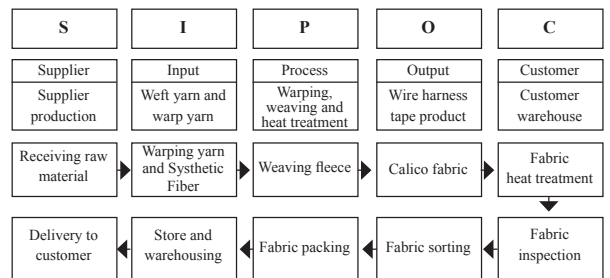 S I P O C
Supplier Input Process Output Customer
Supplier
production
Weft yarn and
warp yarn
Warping,
weaving and
heat treatment
Wire harness
tape product
Customer
warehouse
Receiving raw
material
Warping yarn
and Systhetic
Fiber
Weaving fleece
Calico fabric
Fabric
heat treatment
Delivery to
customer
Store and
warehousing
Fabric packing
Fabric sorting
Fabric
inspection